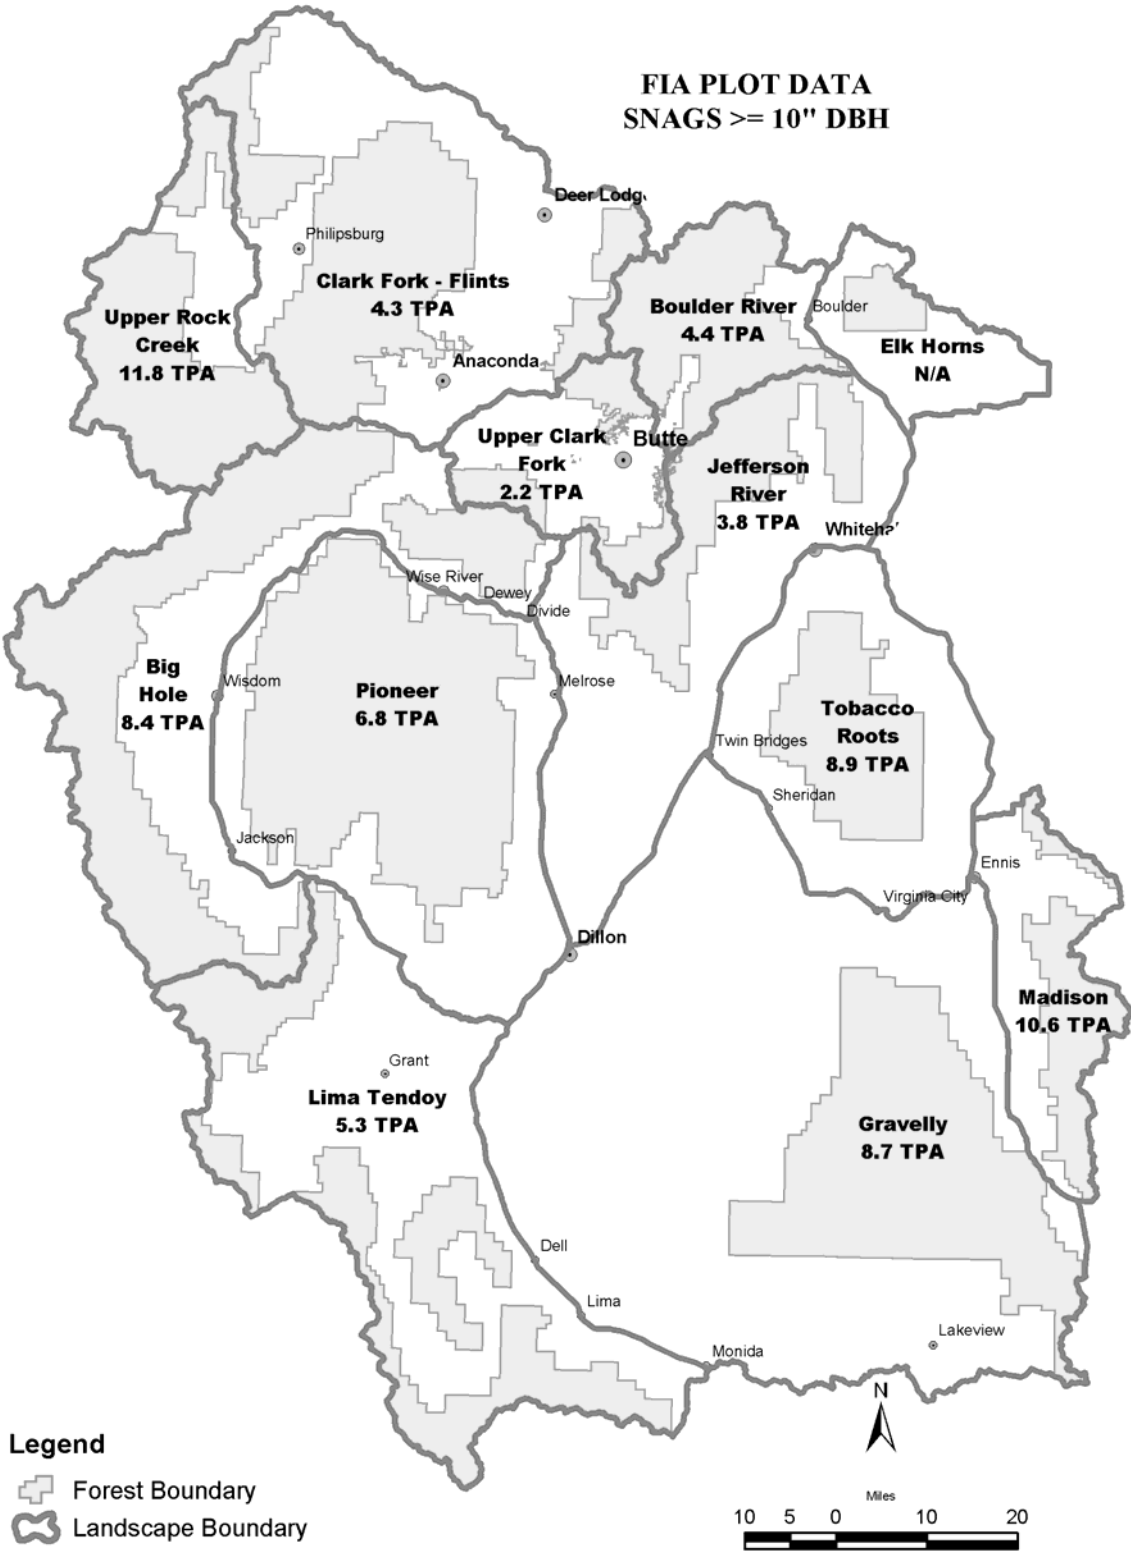 FIA PLOT DATA
SNAGS >= 10" DBH
Deer Lodg
Philipsburg
Clark Fork - Flints
4.3 TPA
Boulder River
4.4 TPA
Boulder
Upper Rock
Creek
11.8 TPA
Elk Horns
N/A
Anaconda
Upper Clark
Fork
2.2 TPA
Butte
Jefferson
River
3.8 TPA
Whiteha
Wise River
Dewey
Divide
Big
Hole
8.4 TPA
Wisdom
Pioneer
6.8 TPA
Melrose
Tobacco
Roots
8.9 TPA
Twin Bridges
Sheridan
Jackson
Ennis
Virginia City
Dillon
Madison
10.6 TPA
Grant
Lima Tendoy
5.3 TPA
Gravelly
8.7 TPA
Dell
Lima
Lakeview
Monida
N
Legend
Forest Boundary
Landscape Boundary
Miles
10 5 0 10 20